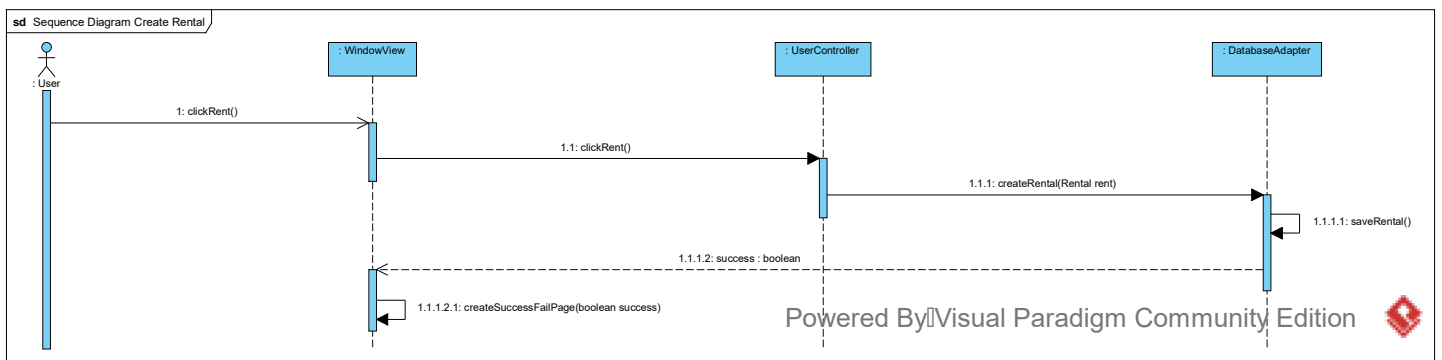 sd Sequence Diagram Create Rental
: User
: WindowView
: UserController
: DatabaseAdapter
1: clickRent()
1.1: clickRent()
1.1.1: createRental(Rental rent)
1.1.1.1: saveRental()
1.1.1.2: success : boolean
1.1.1.2.1: createSuccessFailPage(boolean success)
Powered By▯Visual Paradigm Community Edition